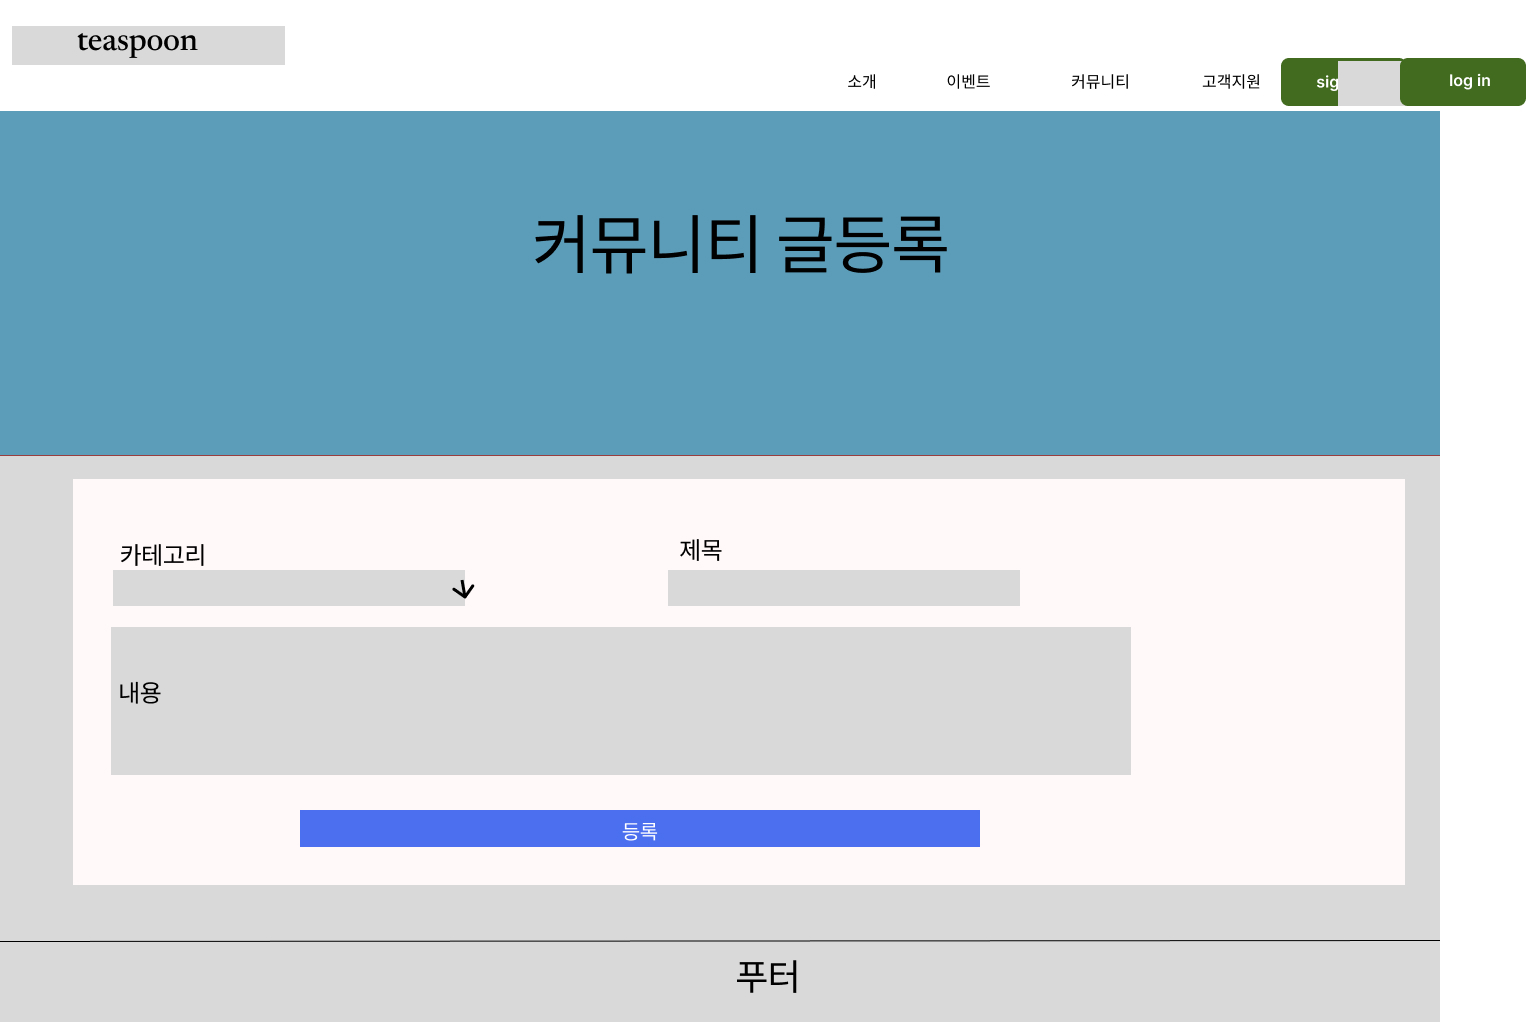 teaspoon
소개 이벤트 커뮤니티 고객지원 sig log in
커뮤니티 글등록
카테고리 제목
내용
등록
푸터